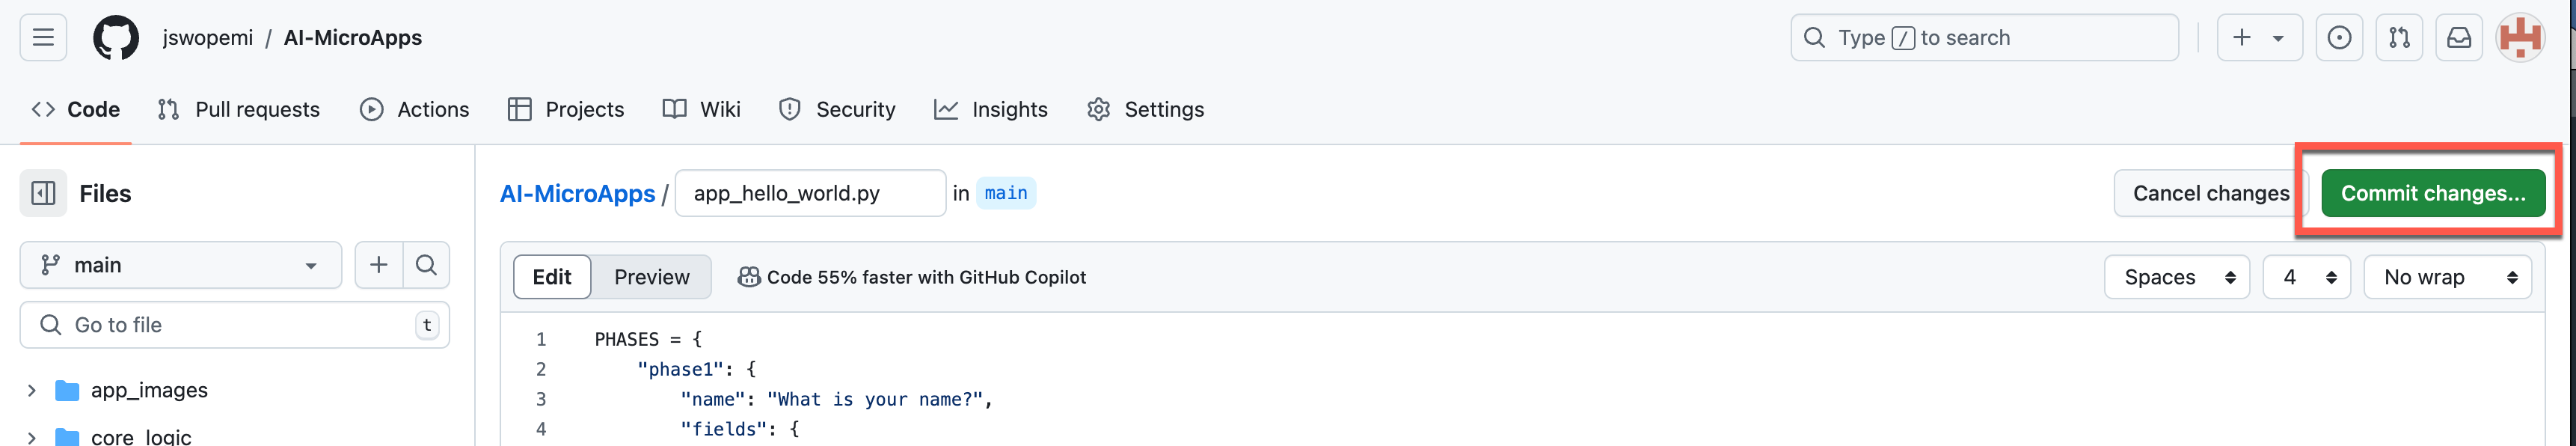 jswopemi / AI-MicroApps
Type / to search
Code Pull requests Actions Projects Wiki Security Insights Settings
Files
AI-MicroApps / app_hello_world.py in main
Cancel changes Commit changes...
main
Edit Preview Code 55% faster with GitHub Copilot
Spaces 4 No wrap
Go to file t
1 PHASES = {
2 "phase1": {
3 "name": "What is your name?",
4 "fields": {
app_images
core_logic